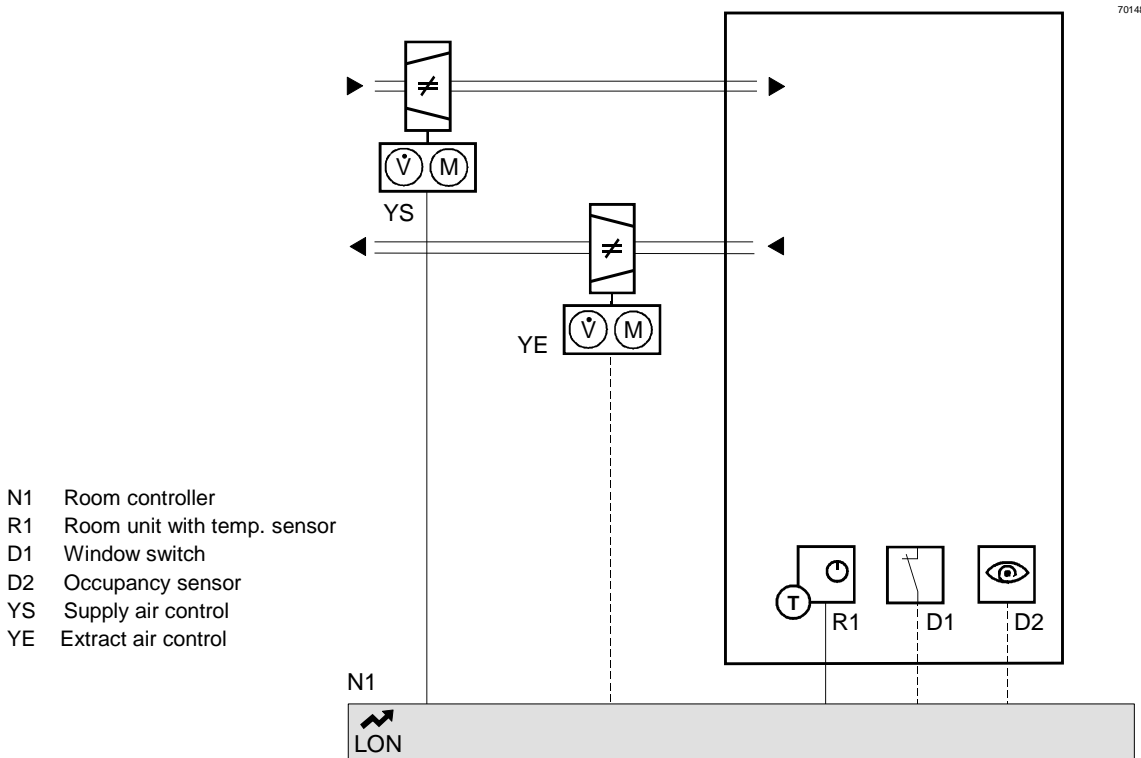 7014
V̇ M
YS
V̇ M
YE
N1 Room controller
R1 Room unit with temp. sensor
D1 Window switch
D2 Occupancy sensor
YS Supply air control
YE Extract air control
T
R1 D1 D2
N1
LON